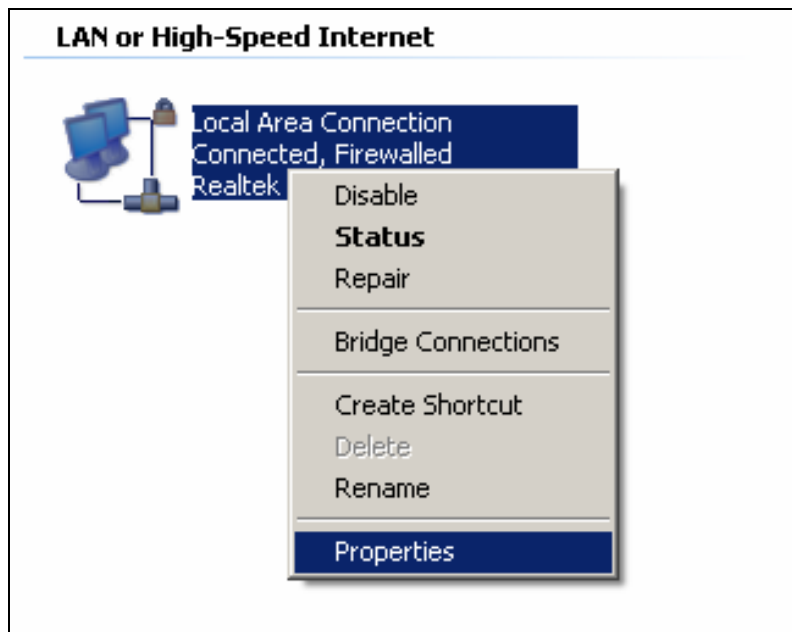 LAN or High-Speed Internet
Local Area Connection
Connected, Firewalled
Realtek
Disable
Status
Repair
Bridge Connections
Create Shortcut
Delete
Rename
Properties